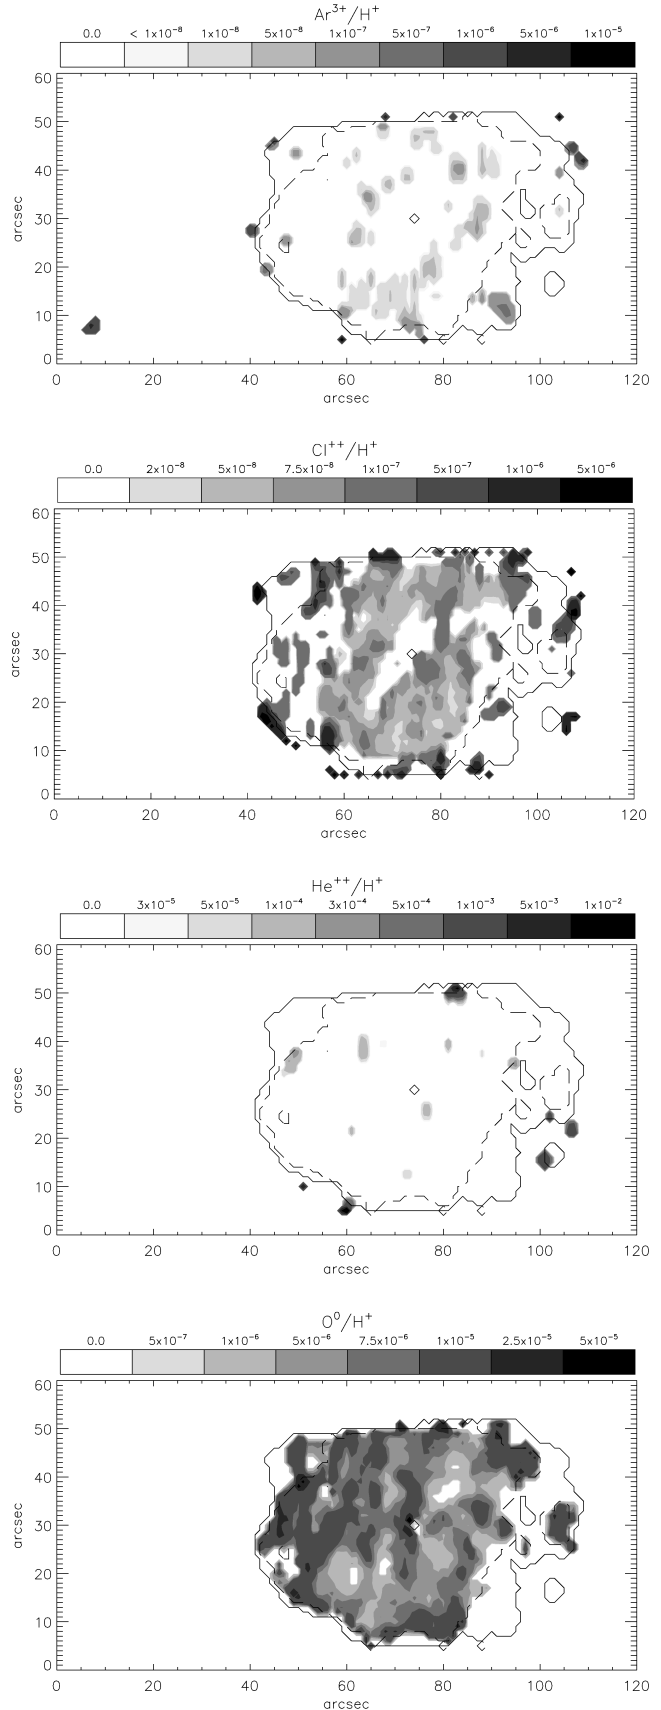 Ar³⁺/H⁺
0.0 < 1x10⁻⁸ 1x10⁻⁸ 5x10⁻⁸ 1x10⁻⁷ 5x10⁻⁷ 1x10⁻⁶ 5x10⁻⁶ 1x10⁻⁵
60
50
40
30
20
10
0
arcsec
0 20 40 60 80 100 120
arcsec
Cl⁺⁺/H⁺
0.0 2x10⁻⁸ 5x10⁻⁸ 7.5x10⁻⁸ 1x10⁻⁷ 5x10⁻⁷ 1x10⁻⁶ 5x10⁻⁶
60
50
40
30
20
10
0
arcsec
0 20 40 60 80 100 120
arcsec
He⁺⁺/H⁺
0.0 3x10⁻⁵ 5x10⁻⁵ 1x10⁻⁴ 3x10⁻⁴ 5x10⁻⁴ 1x10⁻³ 5x10⁻³ 1x10⁻²
60
50
40
30
20
10
0
arcsec
0 20 40 60 80 100 120
arcsec
O⁰/H⁺
0.0 5x10⁻⁷ 1x10⁻⁶ 5x10⁻⁶ 7.5x10⁻⁶ 1x10⁻⁵ 2.5x10⁻⁵ 5x10⁻⁵
60
50
40
30
20
10
0
arcsec
0 20 40 60 80 100 120
arcsec